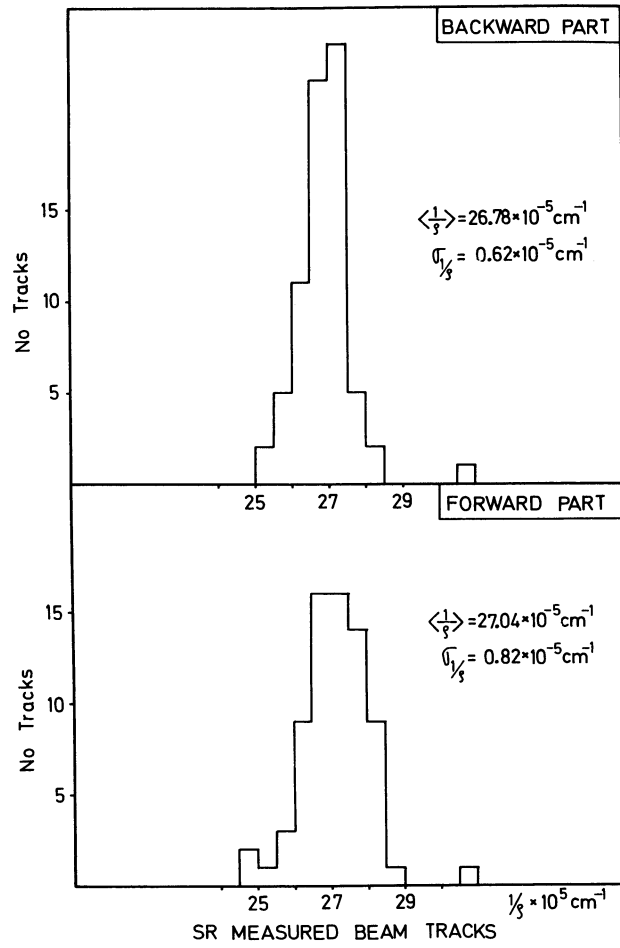 BACKWARD PART
15
10
5
No Tracks
⟨1/ρ⟩ = 26.78×10⁻⁵cm⁻¹
σ1/ρ = 0.62×10⁻⁵cm⁻¹
25 27 29
FORWARD PART
15
10
5
No Tracks
⟨1/ρ⟩ = 27.04×10⁻⁵cm⁻¹
σ1/ρ = 0.82×10⁻⁵cm⁻¹
25 27 29 1/ρ × 10⁵ cm⁻¹
SR MEASURED BEAM TRACKS